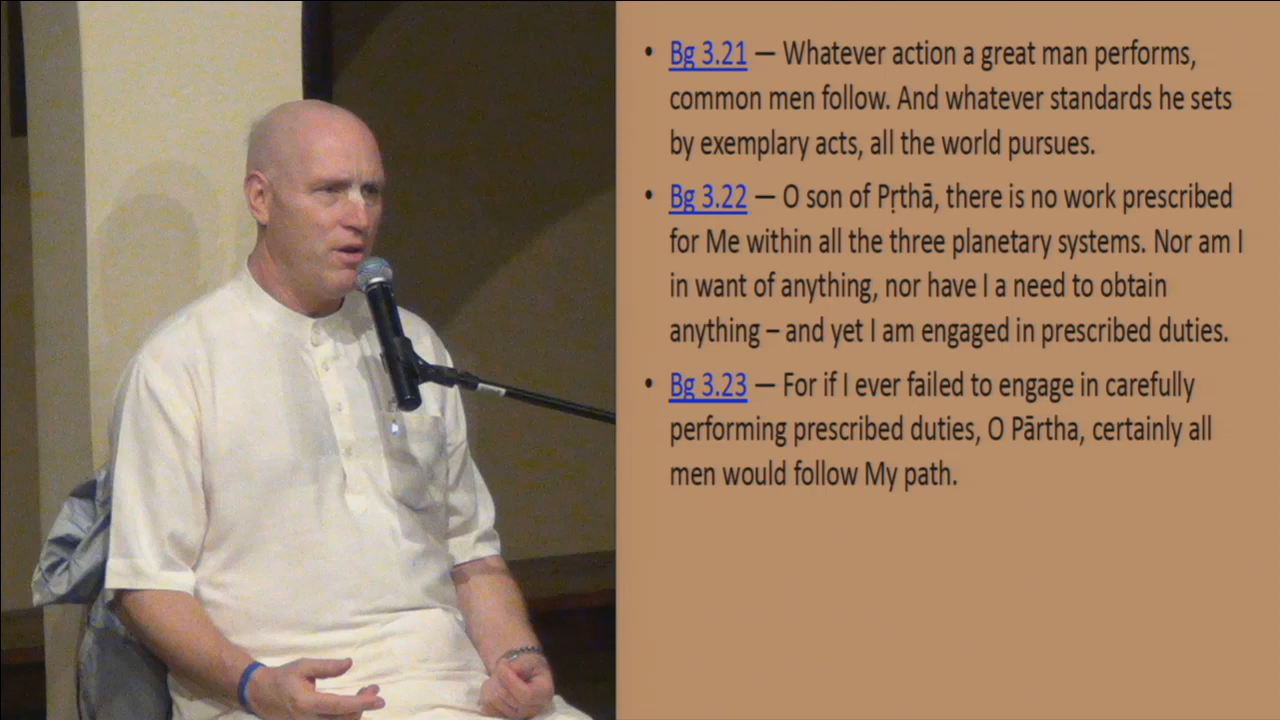 • Bg 3.21 — Whatever action a great man performs,
common men follow. And whatever standards he sets
by exemplary acts, all the world pursues.
• Bg 3.22 — O son of Pṛthā, there is no work prescribed
for Me within all the three planetary systems. Nor am I
in want of anything, nor have I a need to obtain
anything – and yet I am engaged in prescribed duties.
• Bg 3.23 — For if I ever failed to engage in carefully
performing prescribed duties, O Pārtha, certainly all
men would follow My path.